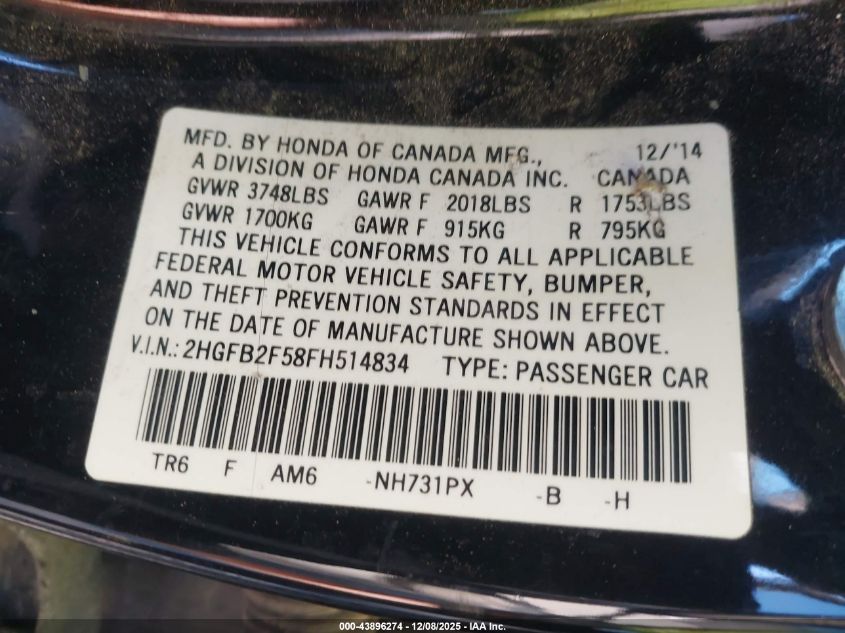 MFD. BY HONDA OF CANADA MFG., 12/'14
A DIVISION OF HONDA CANADA INC. CANADA
GVWR 3748LBS GAWR F 2018LBS R 1753LBS
GVWR 1700KG GAWR F 915KG R 795KG
THIS VEHICLE CONFORMS TO ALL APPLICABLE
FEDERAL MOTOR VEHICLE SAFETY, BUMPER,
AND THEFT PREVENTION STANDARDS IN EFFECT
ON THE DATE OF MANUFACTURE SHOWN ABOVE.
V.I.N.: 2HGFB2F58FH514834 TYPE: PASSENGER CAR
TR6 F AM6 -NH731PX -B -H
000-43896274 - 12/08/2025 - IAA Inc.